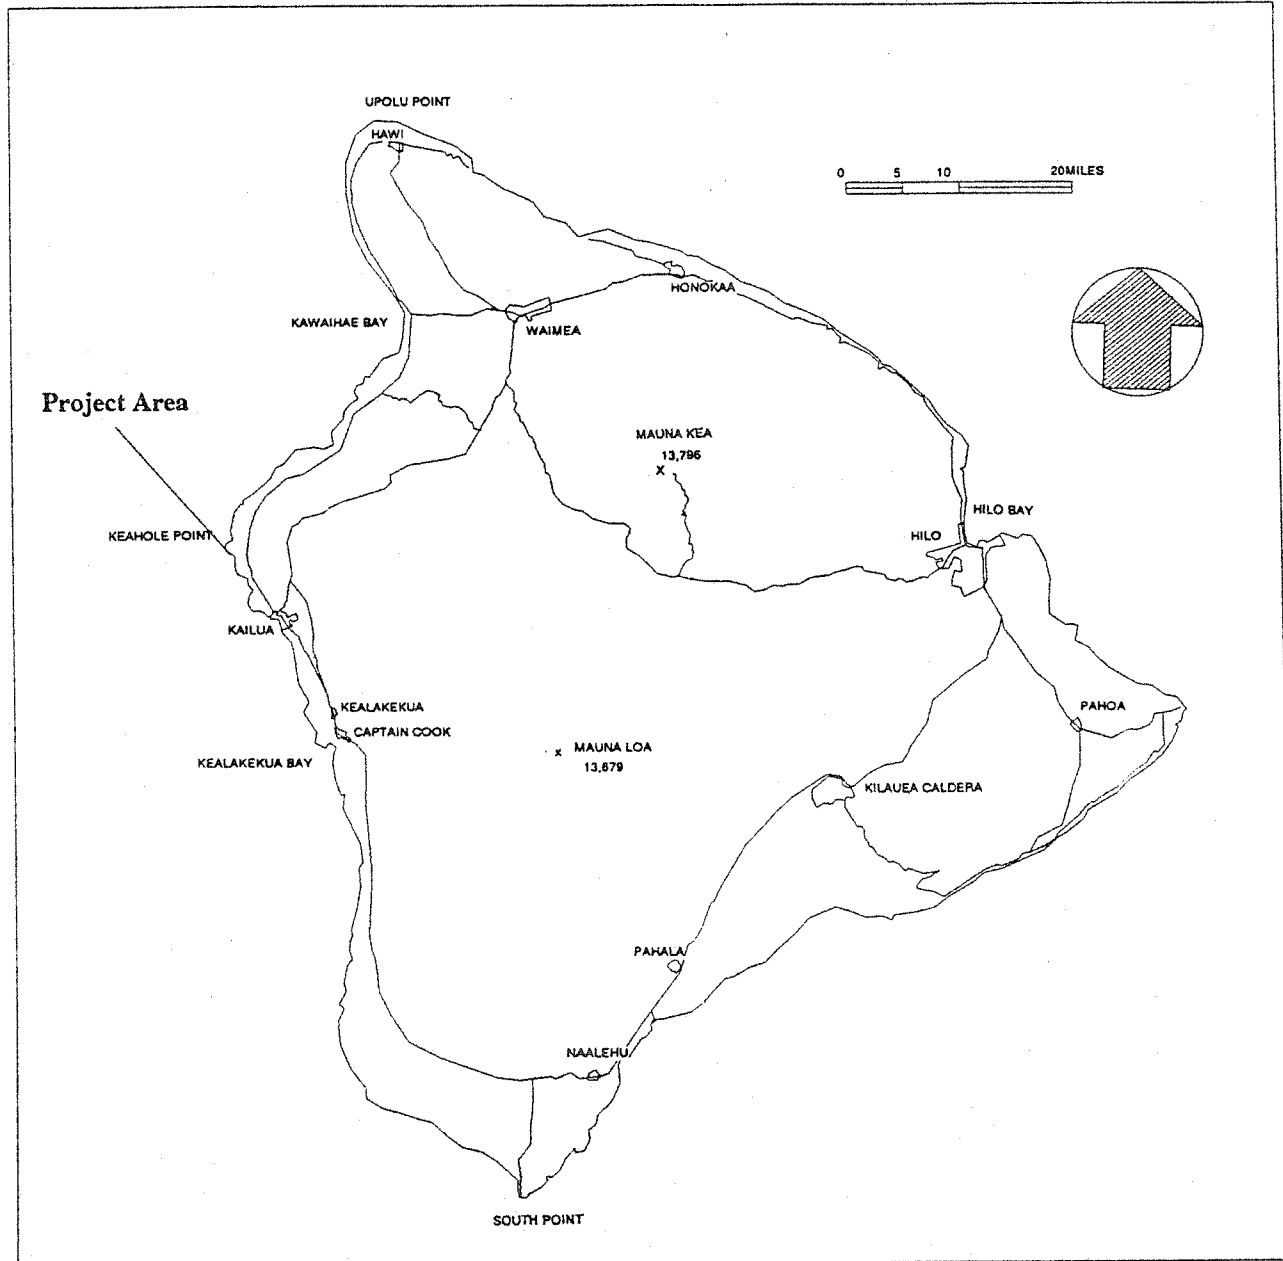 UPOLU POINT
HAWI
0 5 10 20MILES
HONOKAA
KAWAIHAE BAY
WAIMEA
Project Area
MAUNA KEA
13,796
X
HILO BAY
KEAHOLE POINT
HILO
KAILUA
KEALAKEKUA
PAHOA
CAPTAIN COOK
MAUNA LOA
KEALAKEKUA BAY
x
13,679
KILAUEA CALDERA
PAHALA
NAALEHU
SOUTH POINT